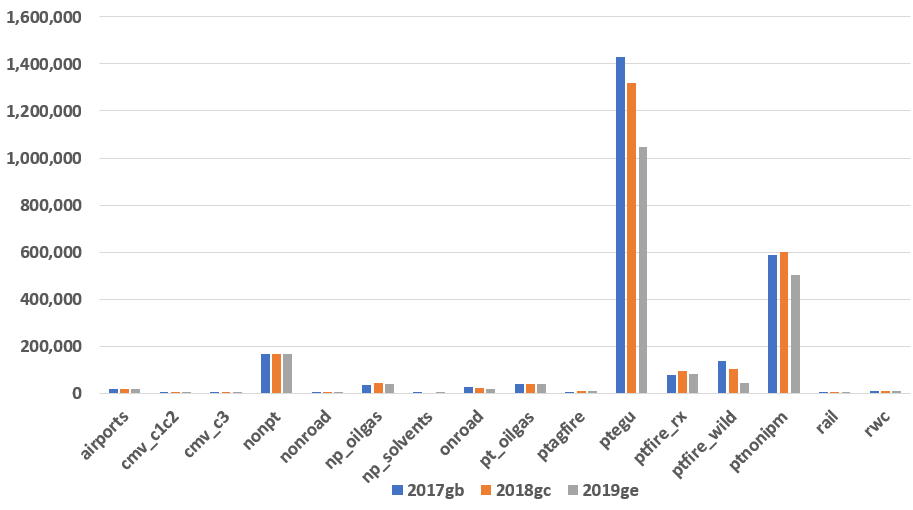 1,600,000
1,400,000
1,200,000
1,000,000
800,000
600,000
400,000
200,000
0
airports
cmv_c1c2
cmv_c3
nonpt
nonroad
np_oilgas
np_solvents
onroad
pt_oilgas
ptagfire
ptegu
ptfire_rx
ptfire_wild
ptnonipm
rail
rwc
2017gb 2018gc 2019ge